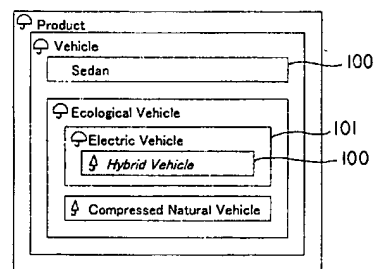 Product
Vehicle
Sedan
100
Ecological Vehicle
101
Electric Vehicle
Hybrid Vehicle
100
Compressed Natural Vehicle